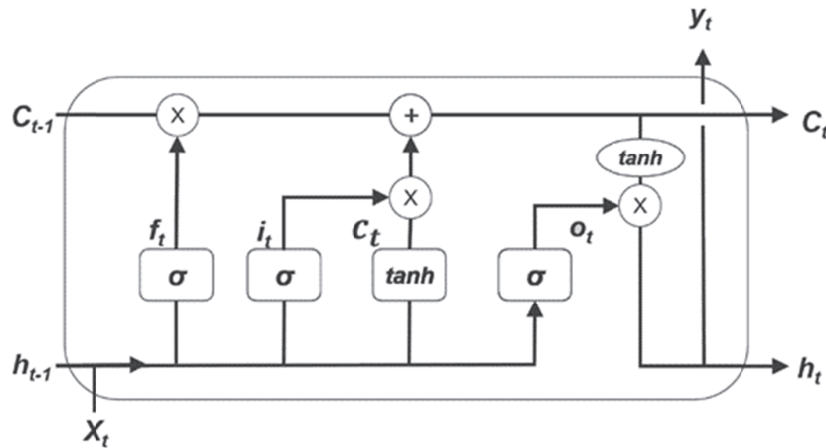 yₜ
Cₜ₋₁ X + Cₜ
tanh
X X
fₜ iₜ Cₜ oₜ
σ σ tanh σ
hₜ₋₁ hₜ
Xₜ